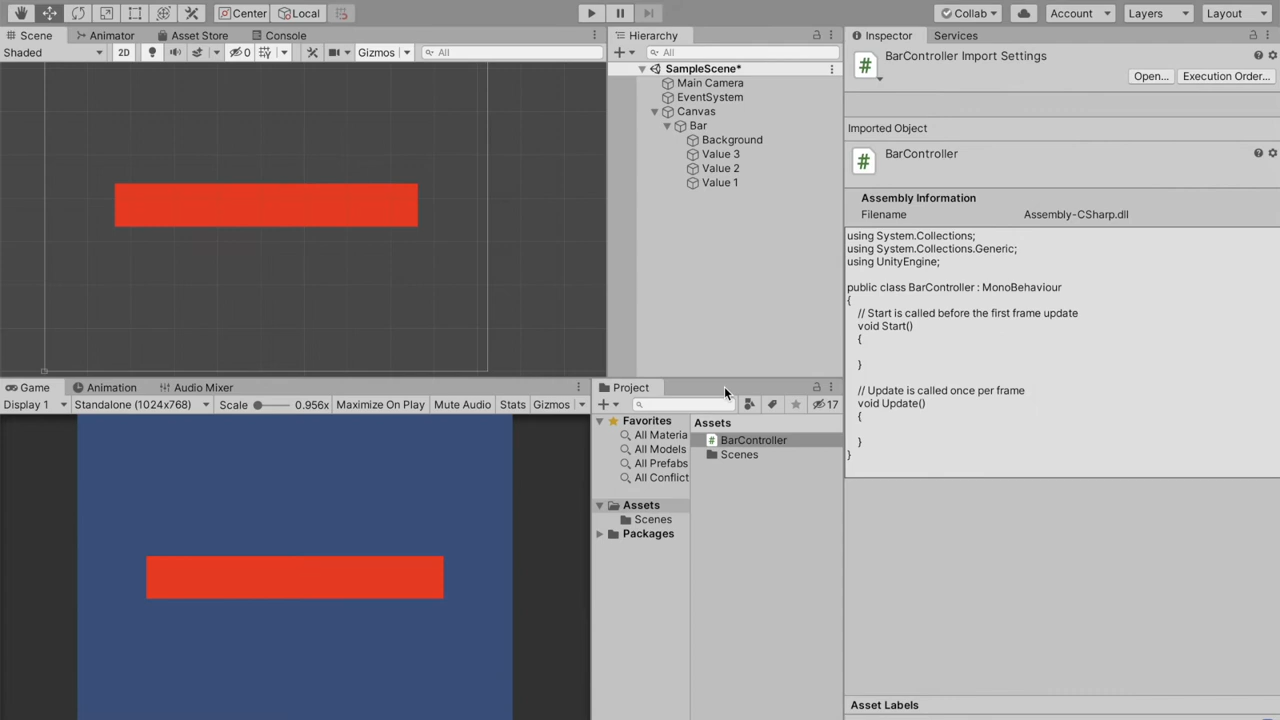 Center
Local
Collab
Account
Layers
Layout
Scene
Animator
Asset Store
Console
Shaded
2D
0
Gizmos
All
Hierarchy
All
SampleScene*
Main Camera
EventSystem
Canvas
Bar
Background
Value 3
Value 2
Value 1
Inspector
Services
BarController Import Settings
Open...
Execution Order...
Imported Object
BarController
Assembly Information
Filename Assembly-CSharp.dll
using System.Collections;
using System.Collections.Generic;
using UnityEngine;
public class BarController : MonoBehaviour
{
// Start is called before the first frame update
void Start()
{
}
// Update is called once per frame
void Update()
{
}
}
Asset Labels
Game
Animation
Audio Mixer
Display 1
Standalone (1024x768)
Scale
0.956x
Maximize On Play
Mute Audio
Stats
Gizmos
Project
17
Favorites
All Materia
All Models
All Prefabs
All Conflict
Assets
Scenes
Packages
Assets
# BarController
Scenes